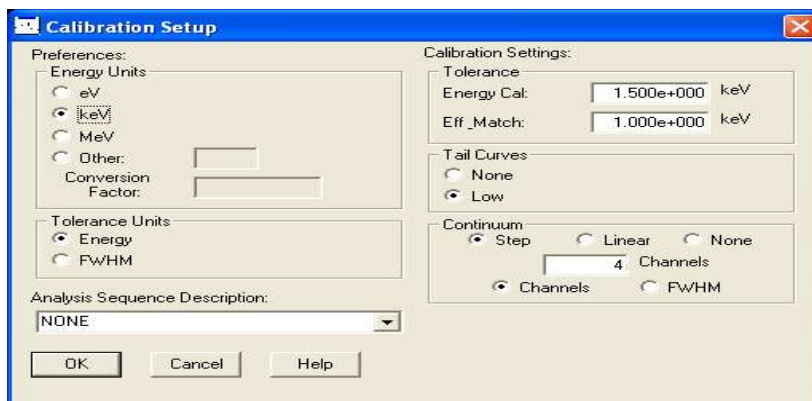 Calibration Setup
Preferences:
Energy Units
eV
keV
MeV
Other:
Conversion
Factor:
Tolerance Units
Energy
FWHM
Analysis Sequence Description:
NONE
OK Cancel Help
Calibration Settings:
Tolerance
Energy Cal: 1.500e+000 keV
Eff_Match: 1.000e+000 keV
Tail Curves
None
Low
Continuum
Step Linear None
4 Channels
Channels FWHM